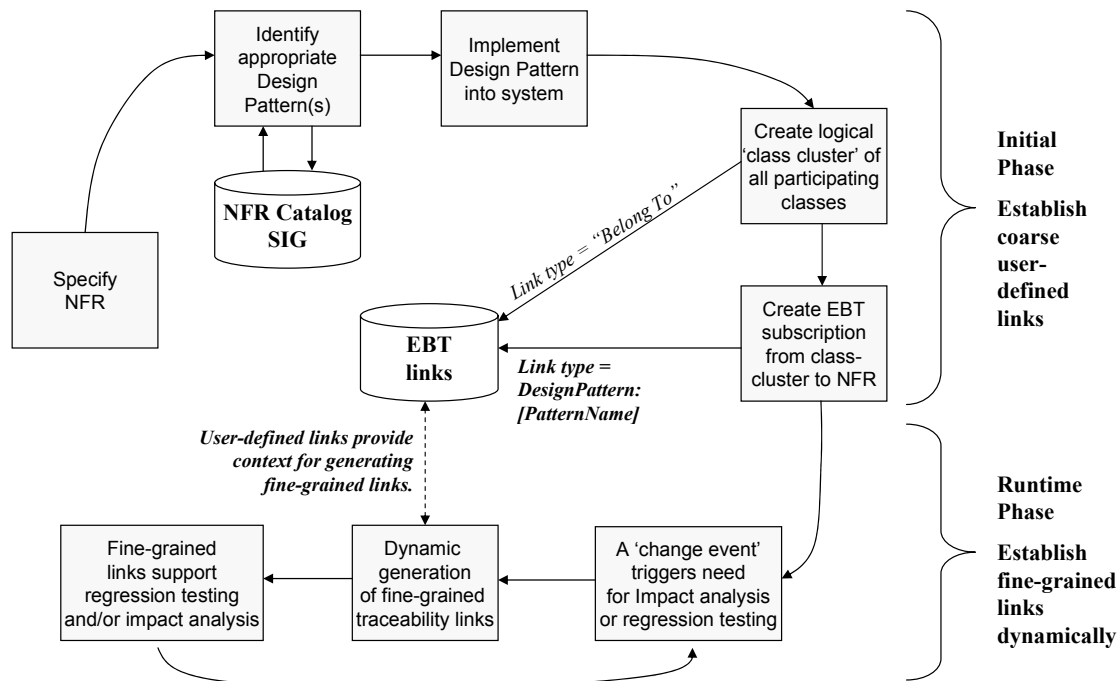 Identify
appropriate
Design
Pattern(s)
Implement
Design Pattern
into system
Create logical
‘class cluster’ of
all participating
classes
Initial
Phase
Establish
coarse
user-
defined
links
NFR Catalog
SIG
Specify
NFR
Link type = “Belong To”
Create EBT
subscription
from class-
cluster to NFR
EBT
links
Link type =
DesignPattern:
[PatternName]
User-defined links provide
context for generating
fine-grained links.
Runtime
Phase
Establish
fine-grained
links
dynamically
Fine-grained
links support
regression testing
and/or impact analysis
Dynamic
generation
of fine-grained
traceability links
A ‘change event’
triggers need
for Impact analysis
or regression testing